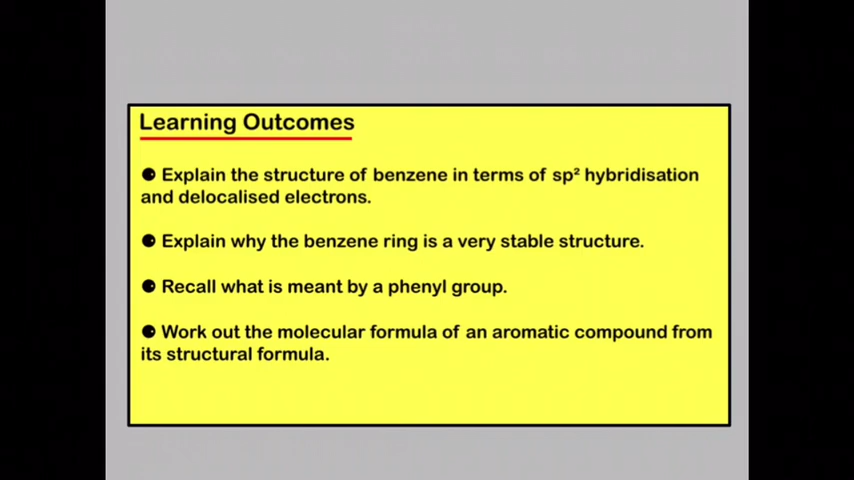 Learning Outcomes
● Explain the structure of benzene in terms of sp² hybridisation
and delocalised electrons.
● Explain why the benzene ring is a very stable structure.
● Recall what is meant by a phenyl group.
● Work out the molecular formula of an aromatic compound from
its structural formula.